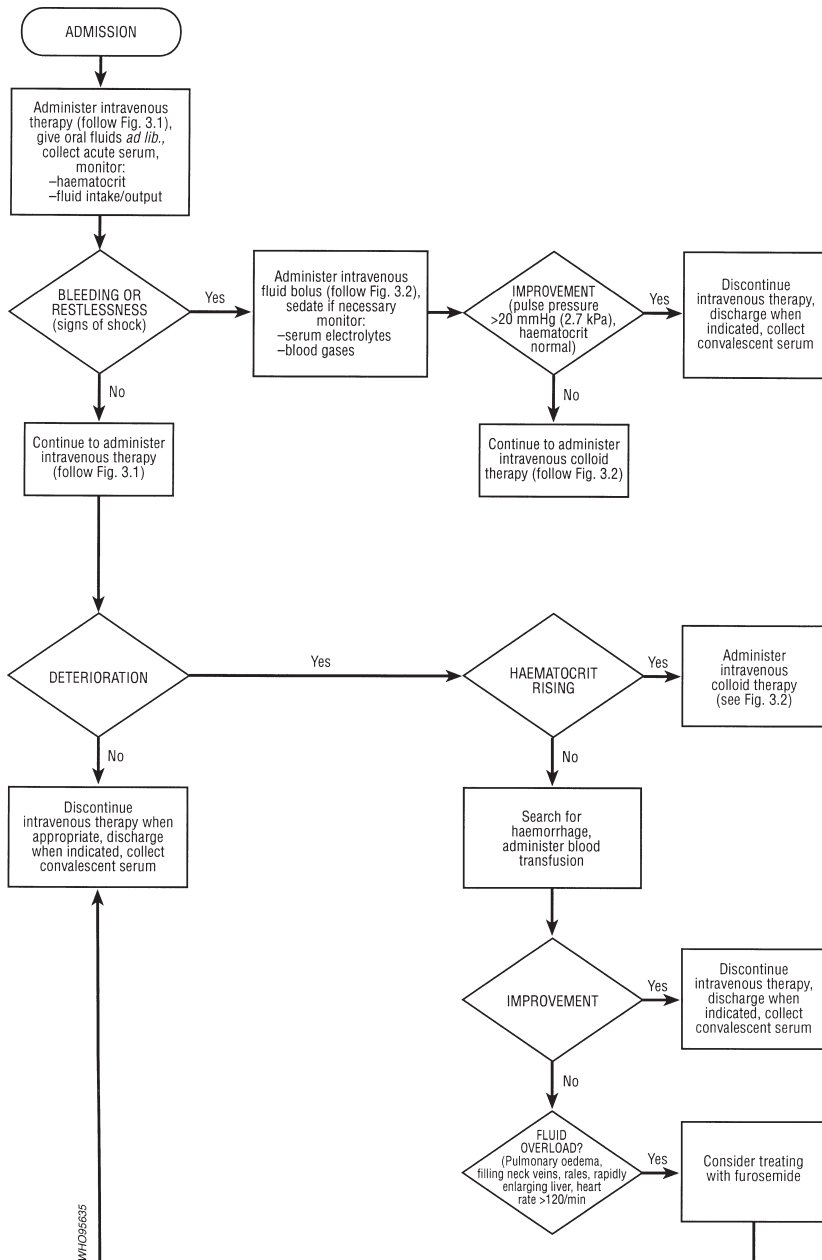 ADMISSION
Administer intravenous
therapy (follow Fig. 3.1),
give oral fluids ad lib.,
collect acute serum,
monitor:
–haematocrit
–fluid intake/output
BLEEDING OR
RESTLESSNESS
(signs of shock)
Yes
Administer intravenous
fluid bolus (follow Fig. 3.2),
sedate if necessary
monitor:
–serum electrolytes
–blood gases
IMPROVEMENT
(pulse pressure
>20 mmHg (2.7 kPa),
haematocrit
normal)
Yes
Discontinue
intravenous therapy,
discharge when
indicated, collect
convalescent serum
No
No
Continue to administer
intravenous therapy
(follow Fig. 3.1)
Continue to administer
intravenous colloid
therapy (follow Fig. 3.2)
DETERIORATION
Yes
HAEMATOCRIT
RISING
Yes
Administer
intravenous
colloid therapy
(see Fig. 3.2)
No
No
Discontinue
intravenous therapy when
appropriate, discharge
when indicated, collect
convalescent serum
Search for
haemorrhage,
administer blood
transfusion
IMPROVEMENT
Yes
Discontinue
intravenous therapy,
discharge when
indicated, collect
convalescent serum
No
FLUID
OVERLOAD?
(Pulmonary oedema,
filling neck veins, rales, rapidly
enlarging liver, heart
rate >120/min
Yes
Consider treating
with furosemide
WHO95635